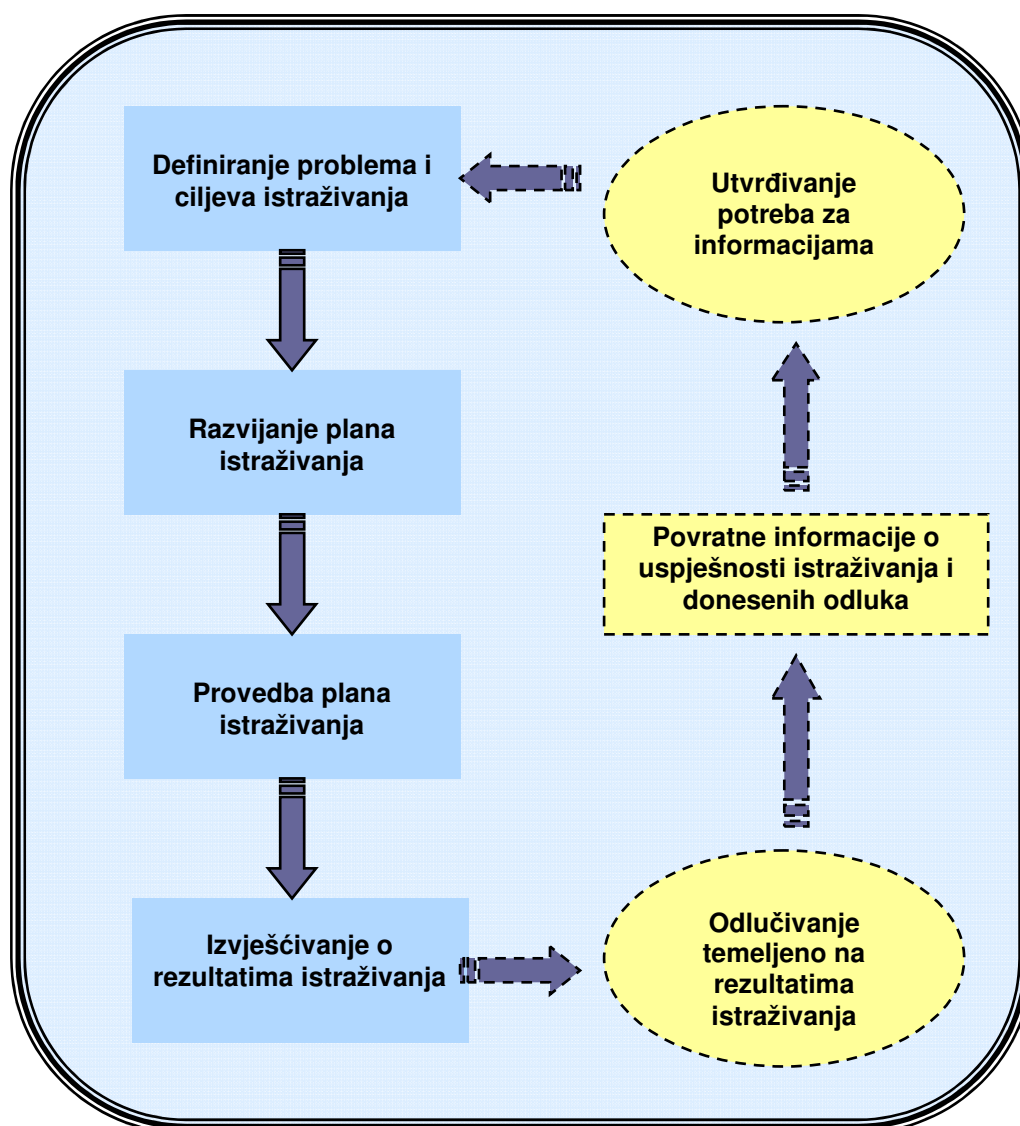 Definiranje problema i
ciljeva istraživanja
Utvrđivanje
potreba za
informacijama
Razvijanje plana
istraživanja
Povratne informacije o
uspješnosti istraživanja i
donesenih odluka
Provedba plana
istraživanja
Izvješćivanje o
rezultatima istraživanja
Odlučivanje
temeljeno na
rezultatima
istraživanja